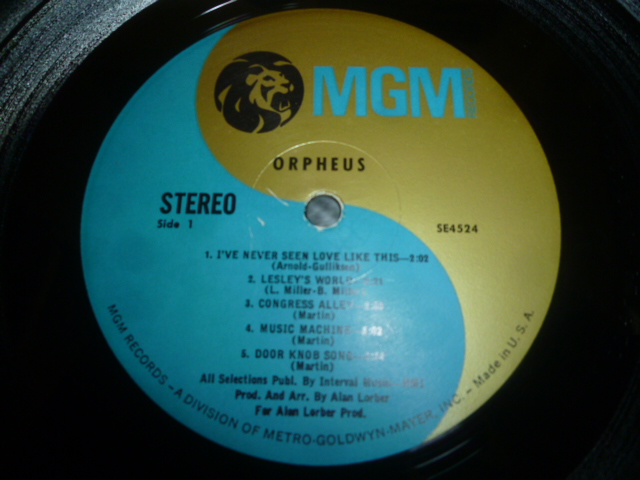 MGM
ORPHEUS
STEREO
Side 1
SE4524
1. I'VE NEVER SEEN LOVE LIKE THIS—2:02
(Arnold-Gulliksen)
2. LESLEY'S WORLD
(L. Miller-B.
3. CONGRESS ALLEY
(Martin)
4. MUSIC MACHINE
(Martin)
5. DOOR KNOB SONG
(Martin)
All Selections Publ. By Interval
Prod. And Arr. By Alan Lorber
For Alan Lorber Prod.
MGM RECORDS – A DIVISION OF METRO-GOLDWYN-MAYER, INC. – Made in U. S. A.